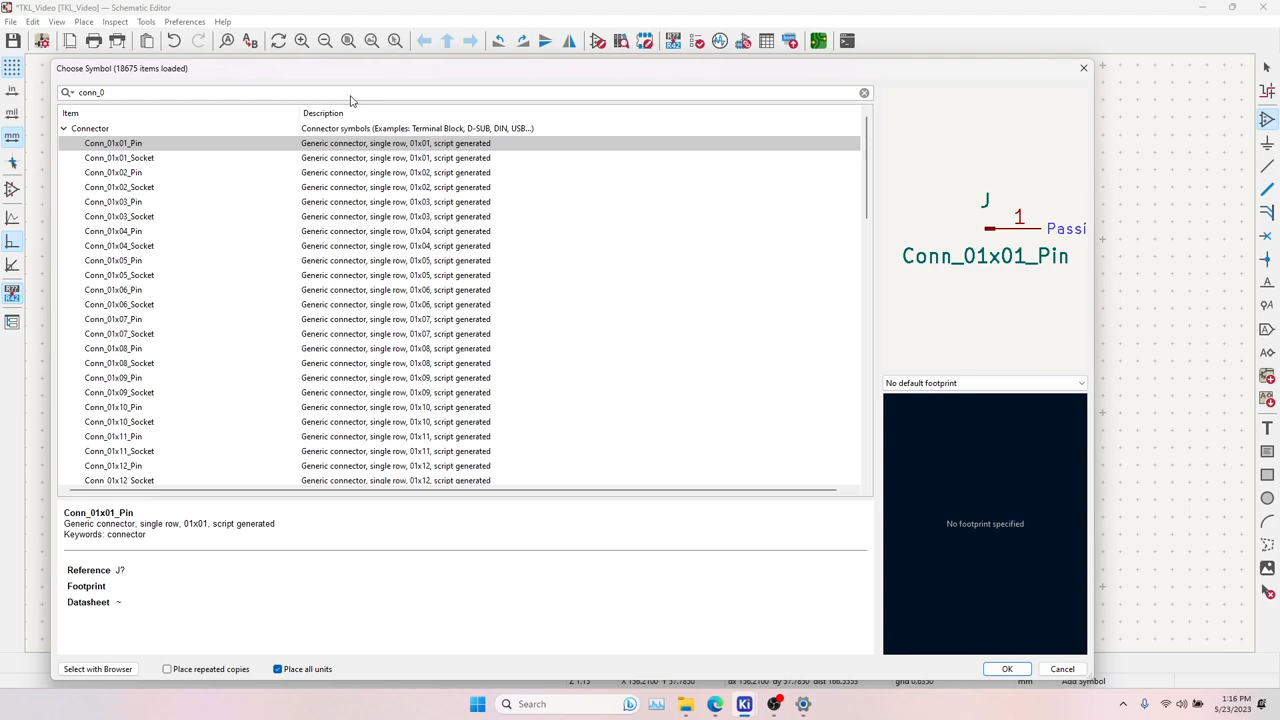 *TKL_Video [TKL_Video/] — Schematic Editor
File Edit View Place Inspect Tools Preferences Help
Choose Symbol (18675 items loaded)
conn_0
Item Description
Connector Connector symbols (Examples: Terminal Block, D-SUB, DIN, USB...)
Conn_01x01_Pin Generic connector, single row, 01x01, script generated
Conn_01x01_Socket Generic connector, single row, 01x01, script generated
Conn_01x02_Pin Generic connector, single row, 01x02, script generated
Conn_01x02_Socket Generic connector, single row, 01x02, script generated
Conn_01x03_Pin Generic connector, single row, 01x03, script generated
Conn_01x03_Socket Generic connector, single row, 01x03, script generated
Conn_01x04_Pin Generic connector, single row, 01x04, script generated
Conn_01x04_Socket Generic connector, single row, 01x04, script generated
Conn_01x05_Pin Generic connector, single row, 01x05, script generated
Conn_01x05_Socket Generic connector, single row, 01x05, script generated
Conn_01x06_Pin Generic connector, single row, 01x06, script generated
Conn_01x06_Socket Generic connector, single row, 01x06, script generated
Conn_01x07_Pin Generic connector, single row, 01x07, script generated
Conn_01x07_Socket Generic connector, single row, 01x07, script generated
Conn_01x08_Pin Generic connector, single row, 01x08, script generated
Conn_01x08_Socket Generic connector, single row, 01x08, script generated
Conn_01x09_Pin Generic connector, single row, 01x09, script generated
Conn_01x09_Socket Generic connector, single row, 01x09, script generated
Conn_01x10_Pin Generic connector, single row, 01x10, script generated
Conn_01x10_Socket Generic connector, single row, 01x10, script generated
Conn_01x11_Pin Generic connector, single row, 01x11, script generated
Conn_01x11_Socket Generic connector, single row, 01x11, script generated
Conn_01x12_Pin Generic connector, single row, 01x12, script generated
Conn_01x12_Socket Generic connector, single row, 01x12, script generated
J
1 Passi
Conn_01x01_Pin
No default footprint
No footprint specified
Conn_01x01_Pin
Generic connector, single row, 01x01, script generated
Keywords: connector
Reference J?
Footprint
Datasheet ~
Select with Browser Place repeated copies Place all units OK Cancel
in
mil
mm
mm Add Symbol
Search
1:16 PM
5/23/2023